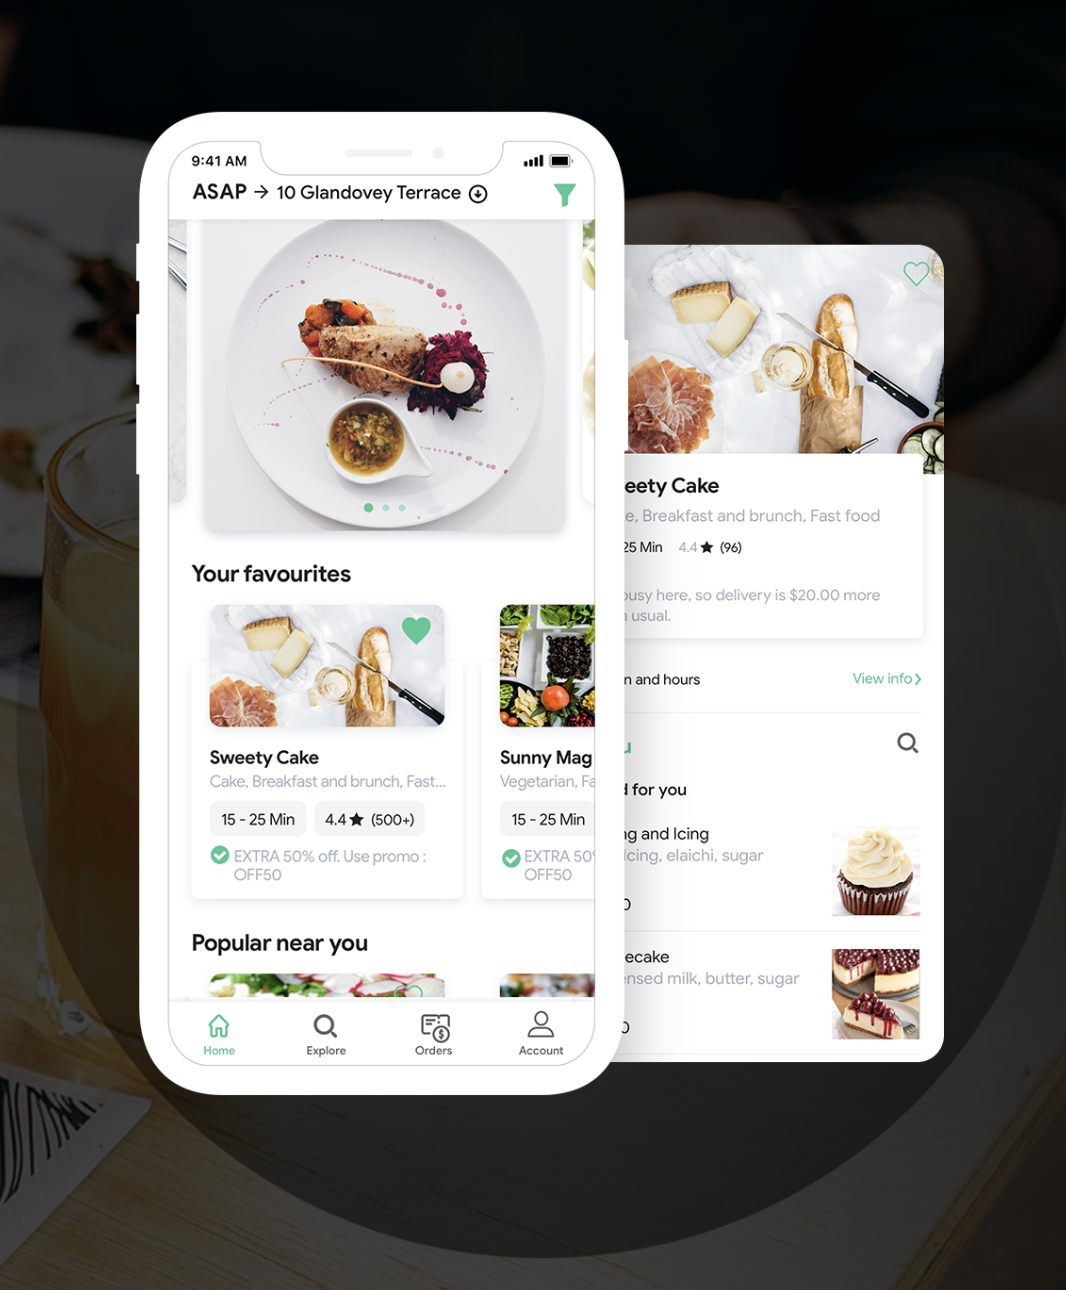 9:41 AM
ASAP → 10 Glandovey Terrace
Your favourites
Sweety Cake
Cake, Breakfast and brunch, Fast...
15 - 25 Min
4.4 ★ (500+)
EXTRA 50% off. Use promo :
OFF50
Sunny Mag
Vegetarian, Fa
15 - 25 Min
EXTRA 50
OFF50
Popular near you
Home
Explore
Orders
Account
eety Cake
e, Breakfast and brunch, Fast food
25 Min 4.4 ★ (96)
busy here, so delivery is $20.00 more
usual.
n and hours
View info
d for you
ng and Icing
Icing, elaichi, sugar
0
ecake
ensed milk, butter, sugar
0